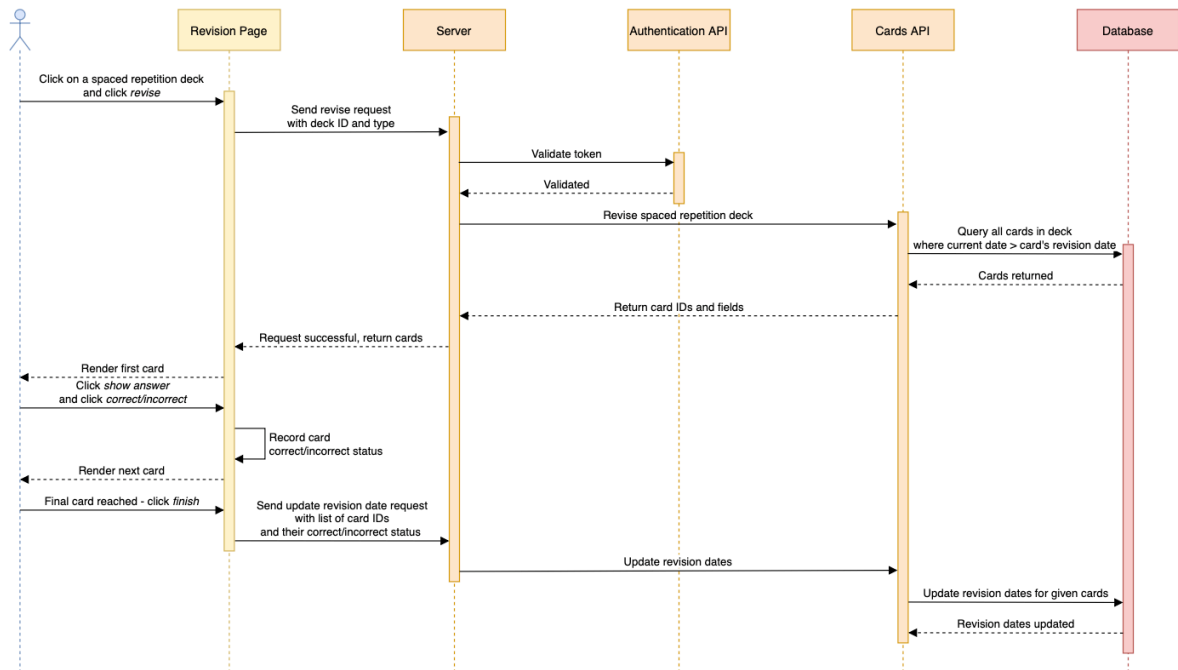 Revision Page
Server
Authentication API
Cards API
Database
Click on a spaced repetition deck
and click revise
Send revise request
with deck ID and type
Validate token
Validated
Revise spaced repetition deck
Query all cards in deck
where current date > card's revision date
Cards returned
Return card IDs and fields
Request successful, return cards
Render first card
Click show answer
and click correct/incorrect
Record card
correct/incorrect status
Render next card
Final card reached - click finish
Send update revision date request
with list of card IDs
and their correct/incorrect status
Update revision dates
Update revision dates for given cards
Revision dates updated